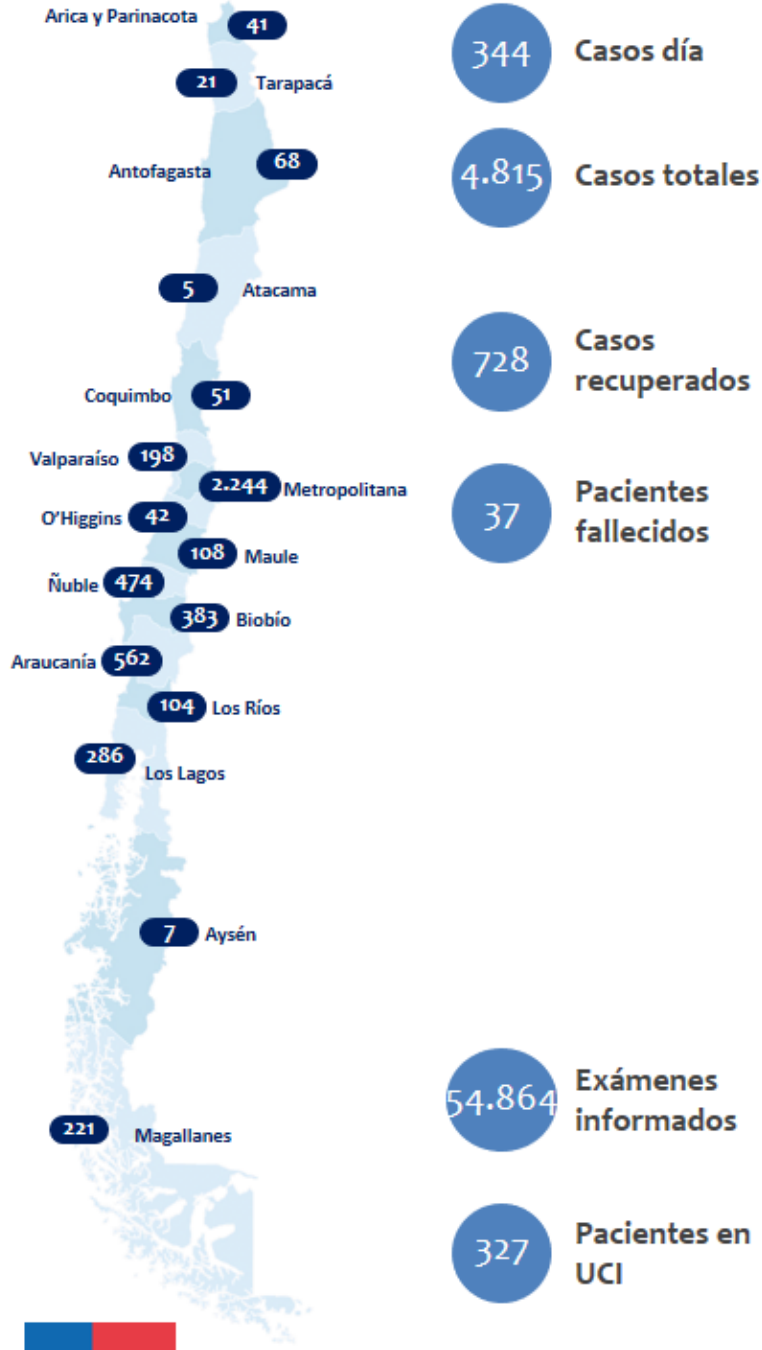 Arica y Parinacota 41
21 Tarapacá
Antofagasta 68
5 Atacama
Coquimbo 51
Valparaíso 198
2.244 Metropolitana
O'Higgins 42
108 Maule
Ñuble 474
383 Biobío
Araucanía 562
104 Los Ríos
286 Los Lagos
7 Aysén
221 Magallanes
344 Casos día
4.815 Casos totales
728 Casos
recuperados
37 Pacientes
fallecidos
54.864 Exámenes
informados
327 Pacientes en
UCI